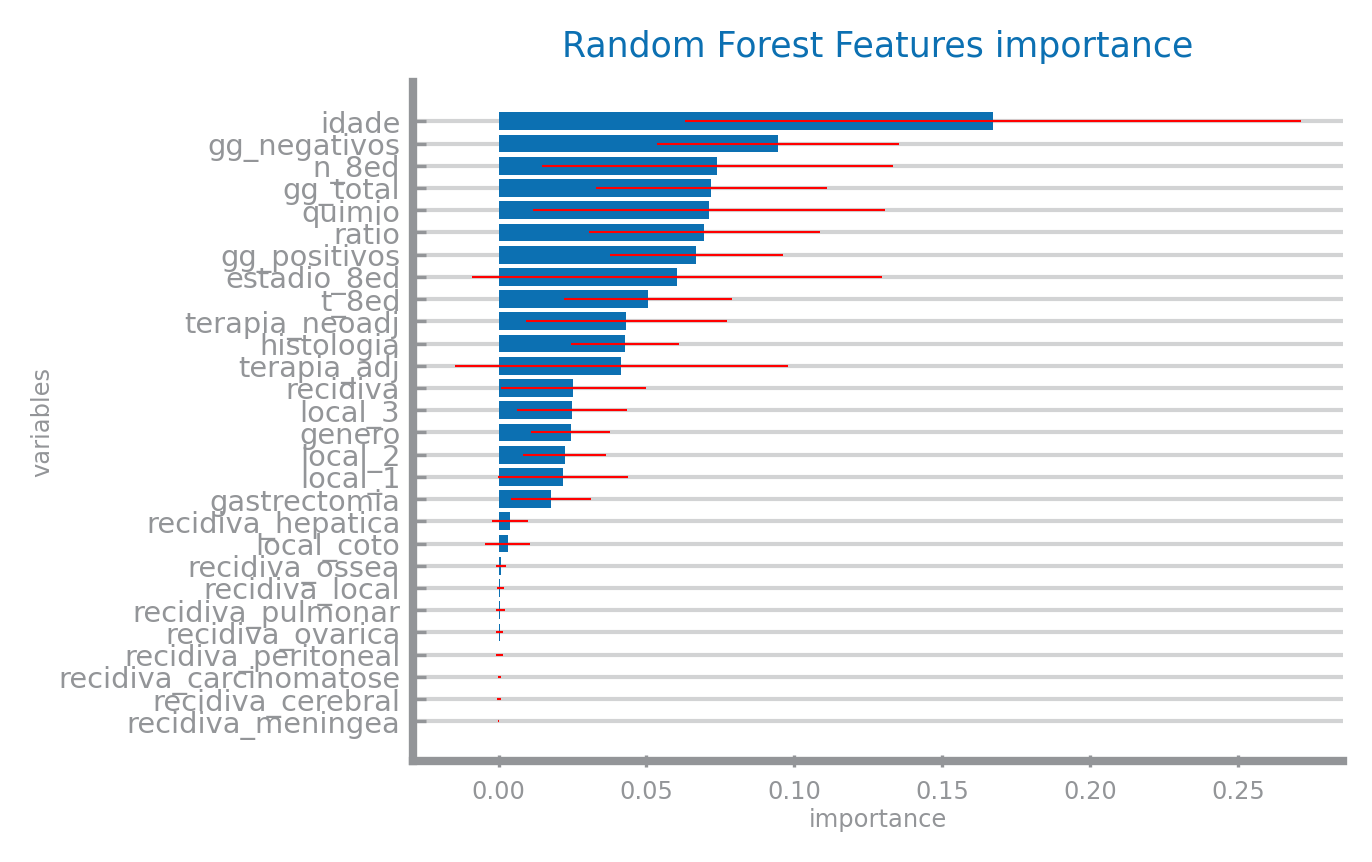 Random Forest Features importance
idade
gg_negativos
n_8ed
gg_total
quimio
ratio
gg_positivos
estadio_8ed
t_8ed
terapia_neoadj
histologia
terapia_adj
recidiva
local_3
genero
local_2
local_1
gastrectomia
recidiva_hepatica
local_coto
recidiva_ossea
recidiva_local
recidiva_pulmonar
recidiva_ovarica
recidiva_peritoneal
recidiva_carcinomatose
recidiva_cerebral
recidiva_meningea
variables
0.00 0.05 0.10 0.15 0.20 0.25
importance